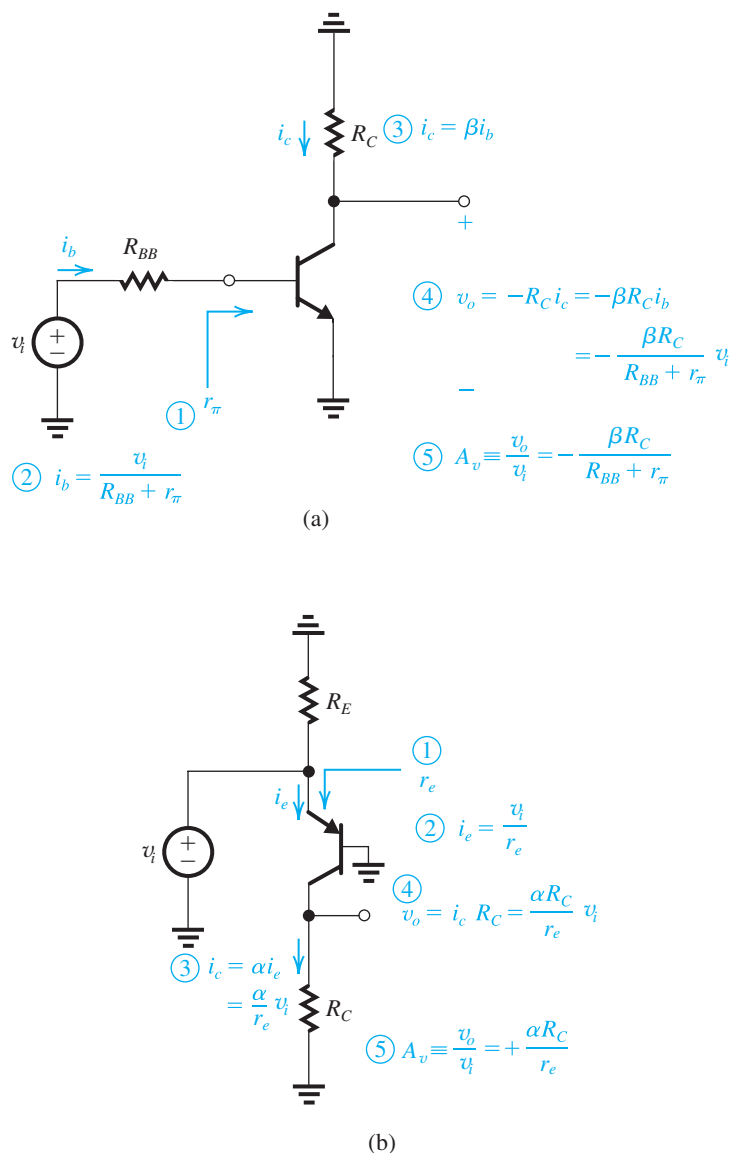 i_c R_C ③ i_c = βi_b
+
i_b R_BB
④ v_o = −R_C i_c = −βR_C i_b
v_i + −
= − βR_C / (R_BB + r_π) v_i
−
① r_π
⑤ A_v ≡ v_o / v_i = − βR_C / (R_BB + r_π)
② i_b = v_i / (R_BB + r_π)
(a)
R_E
①
r_e
i_e
② i_e = v_i / r_e
v_i + −
④
v_o = i_c R_C = αR_C / r_e v_i
③ i_c = αi_e
= α / r_e v_i
R_C
⑤ A_v ≡ v_o / v_i = + αR_C / r_e
(b)